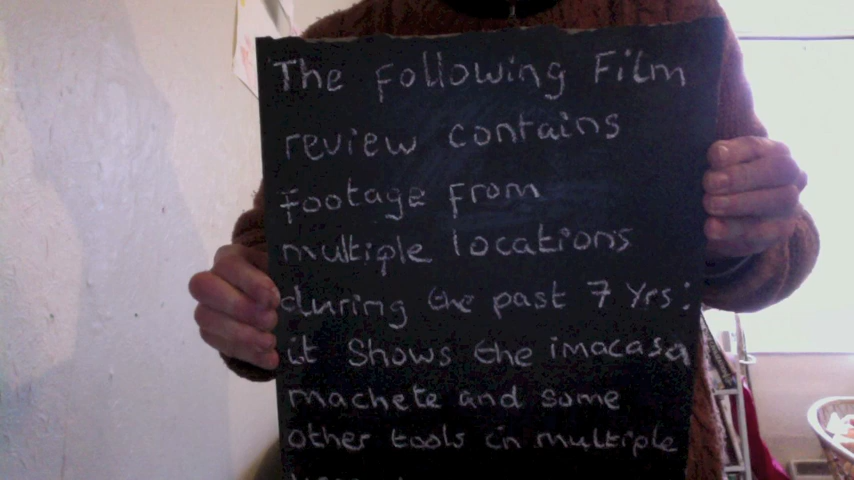 The Following Film
review contains
footage from
multiple locations
during the past 7 Yrs:
it Shows the imacasa
machete and some
other tools in multiple